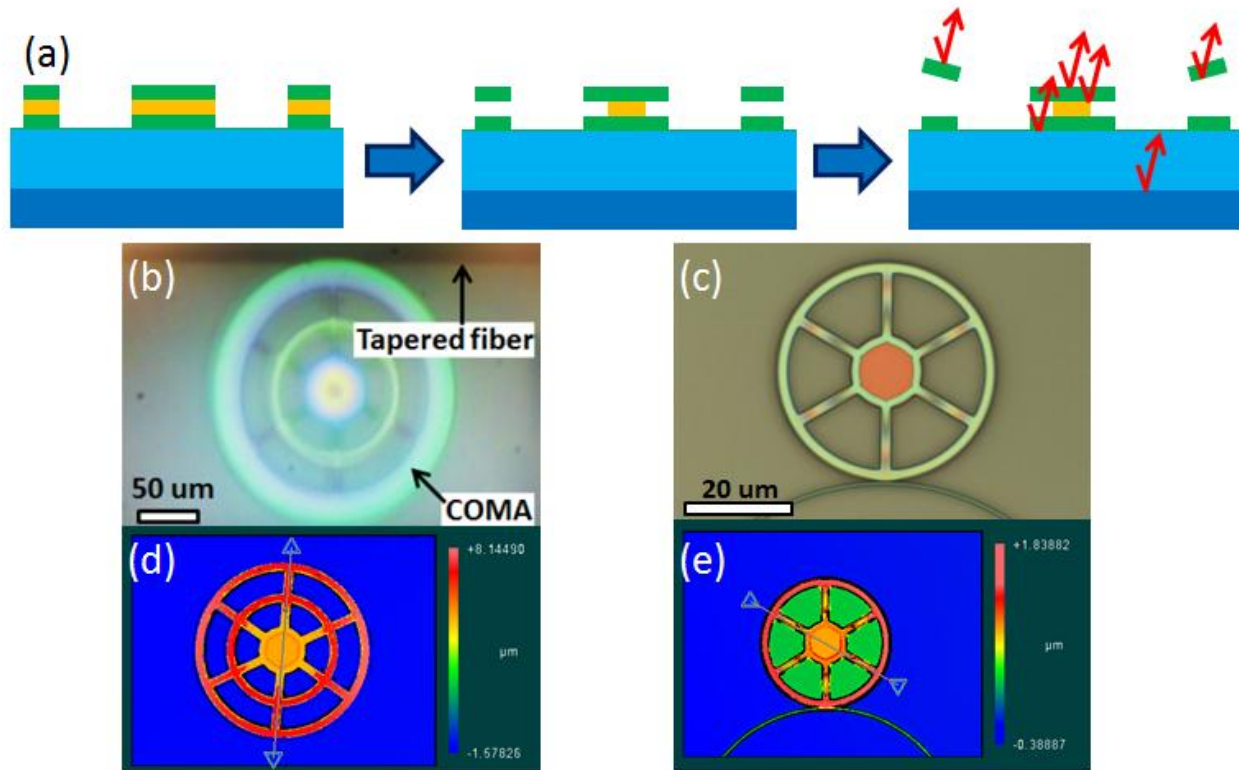 (a)
(b)
Tapered fiber
50 um
COMA
(c)
20 um
(d)
+8.14490
µm
-1.57826
(e)
+1.83882
µm
-0.38887